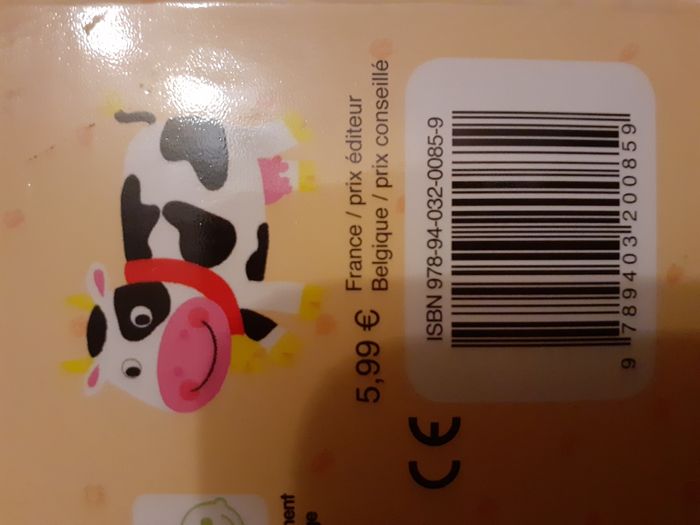 ISBN 978-94-032-0085-9
9 789403 200859
5,99 € France / prix éditeur
Belgique / prix conseillé
CE